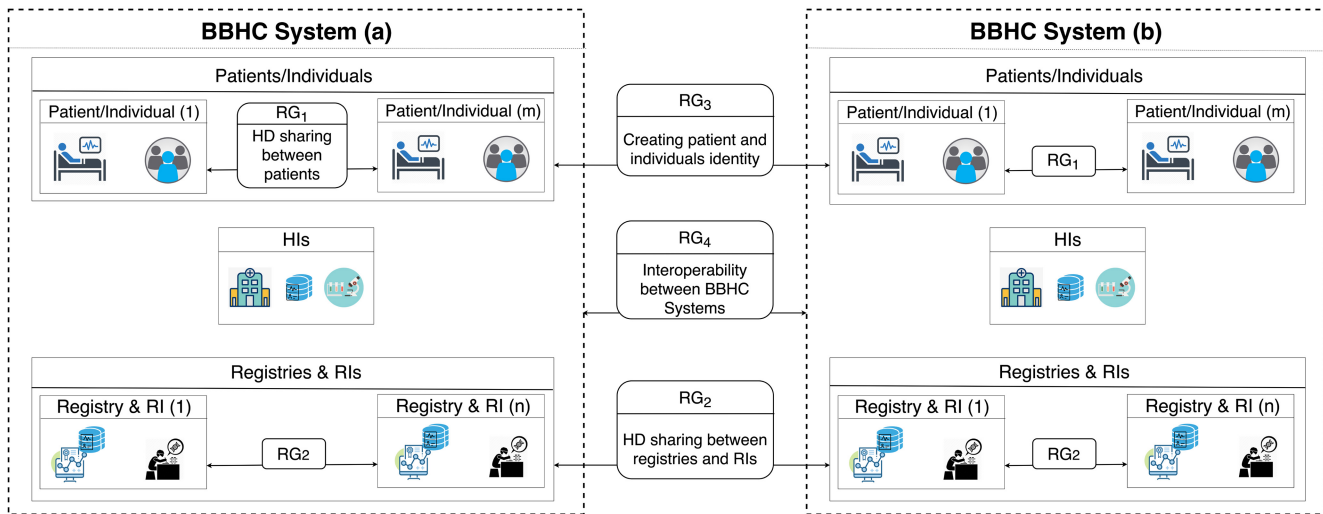 BBHC System (a)
Patients/Individuals
Patient/Individual (1)
RG₁
HD sharing
between
patients
Patient/Individual (m)
HIs
Registries & RIs
Registry & RI (1)
RG₂
Registry & RI (n)
RG₃
Creating patient and
individuals identity
RG₄
Interoperability
between BBHC
Systems
RG₂
HD sharing between
registries and RIs
BBHC System (b)
Patients/Individuals
Patient/Individual (1)
RG₁
Patient/Individual (m)
HIs
Registries & RIs
Registry & RI (1)
RG₂
Registry & RI (n)